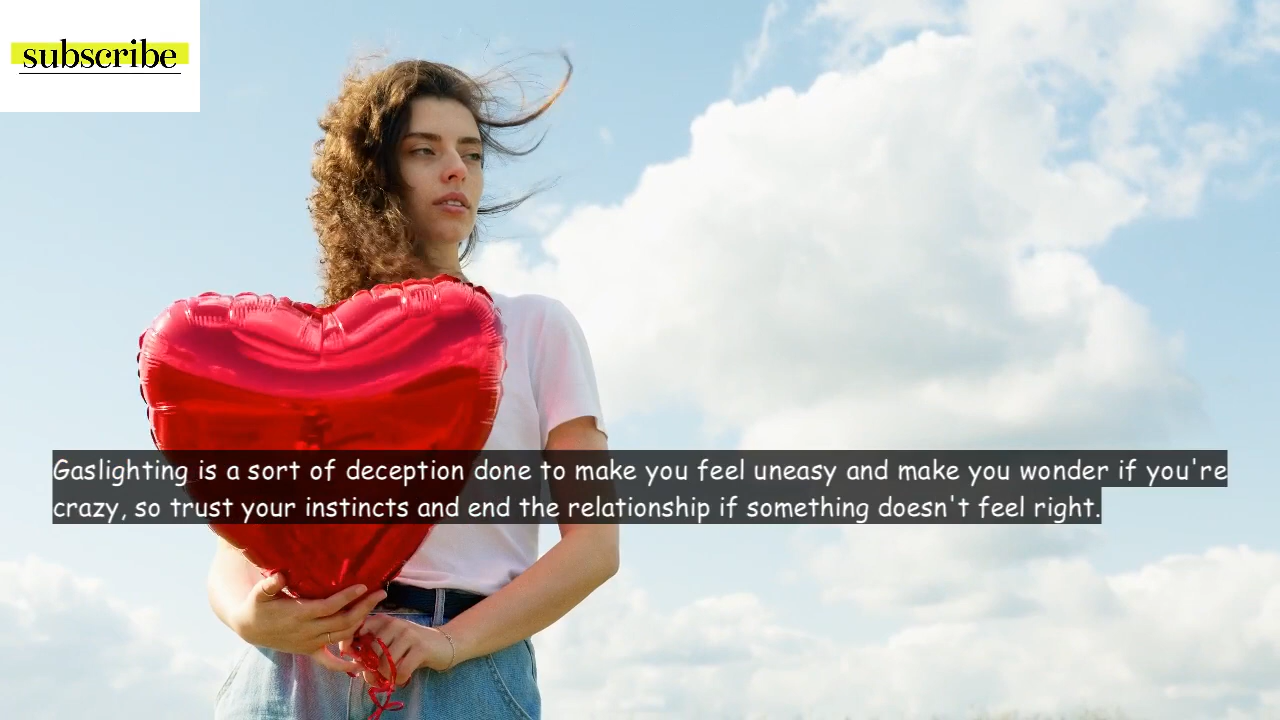 subscribe
Gaslighting is a sort of deception done to make you feel uneasy and make you wonder if you're
crazy, so trust your instincts and end the relationship if something doesn't feel right.